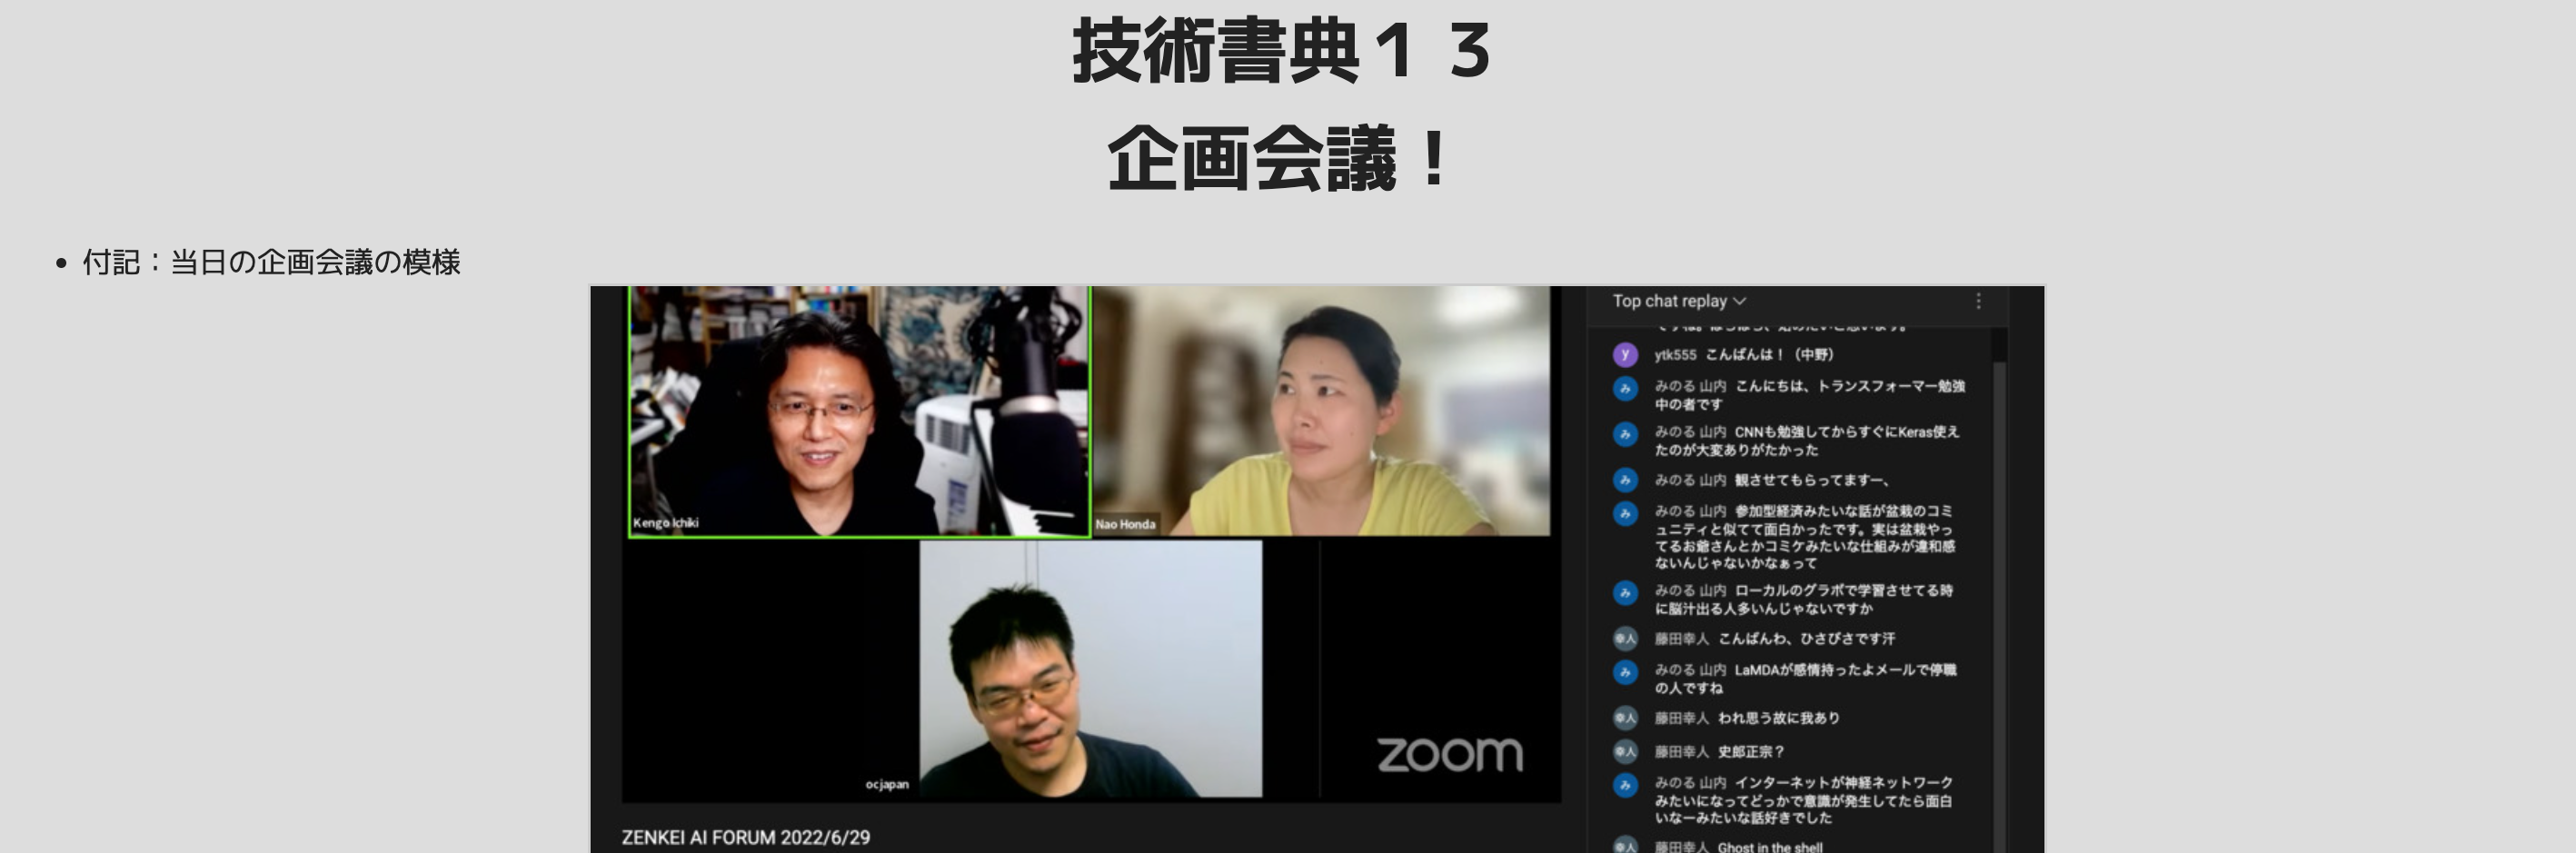 技術書典１３
企画会議！
付記：当日の企画会議の模様
Kengo Ichiki
Nao Honda
ocjapan
zoom
ZENKEI AI FORUM 2022/6/29
Top chat replay
ytk555 こんばんは！（中野）
み
みのる 山内 こんにちは、トランスフォーマー勉強
中の者です
み
みのる 山内 CNNも勉強してからすぐにKeras使え
たのが大変ありがたかった
み
みのる 山内 観させてもらってますー、
み
みのる 山内 参加型経済みたいな話が盆栽のコミ
ュニティと似てて面白かったです。実は盆栽やっ
てるお爺さんとかコミケみたいな仕組みが違和感
ないんじゃないかなぁって
み
みのる 山内 ローカルのグラボで学習させてる時
に脳汁出る人多いんじゃないですか
幸人
藤田幸人 こんばんわ、ひさびさです汗
み
みのる 山内 LaMDAが感情持ったよメールで停職
の人ですね
幸人
藤田幸人 われ思う故に我あり
幸人
藤田幸人 史郎正宗？
み
みのる 山内 インターネットが神経ネットワーク
みたいになってどっかで意識が発生してたら面白
いなーみたいな話好きでした
幸人
藤田幸人 Ghost in the shell